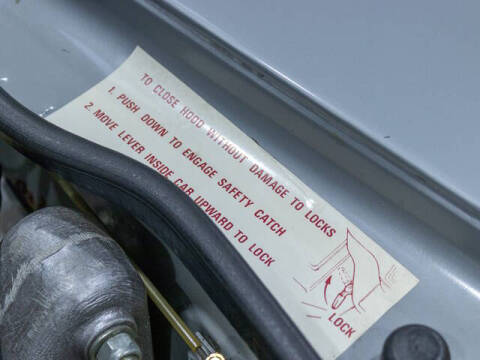 TO CLOSE HOOD WITHOUT DAMAGE TO LOCKS
1. PUSH DOWN TO ENGAGE SAFETY CATCH
2. MOVE LEVER INSIDE CAR UPWARD TO LOCK
LOCK